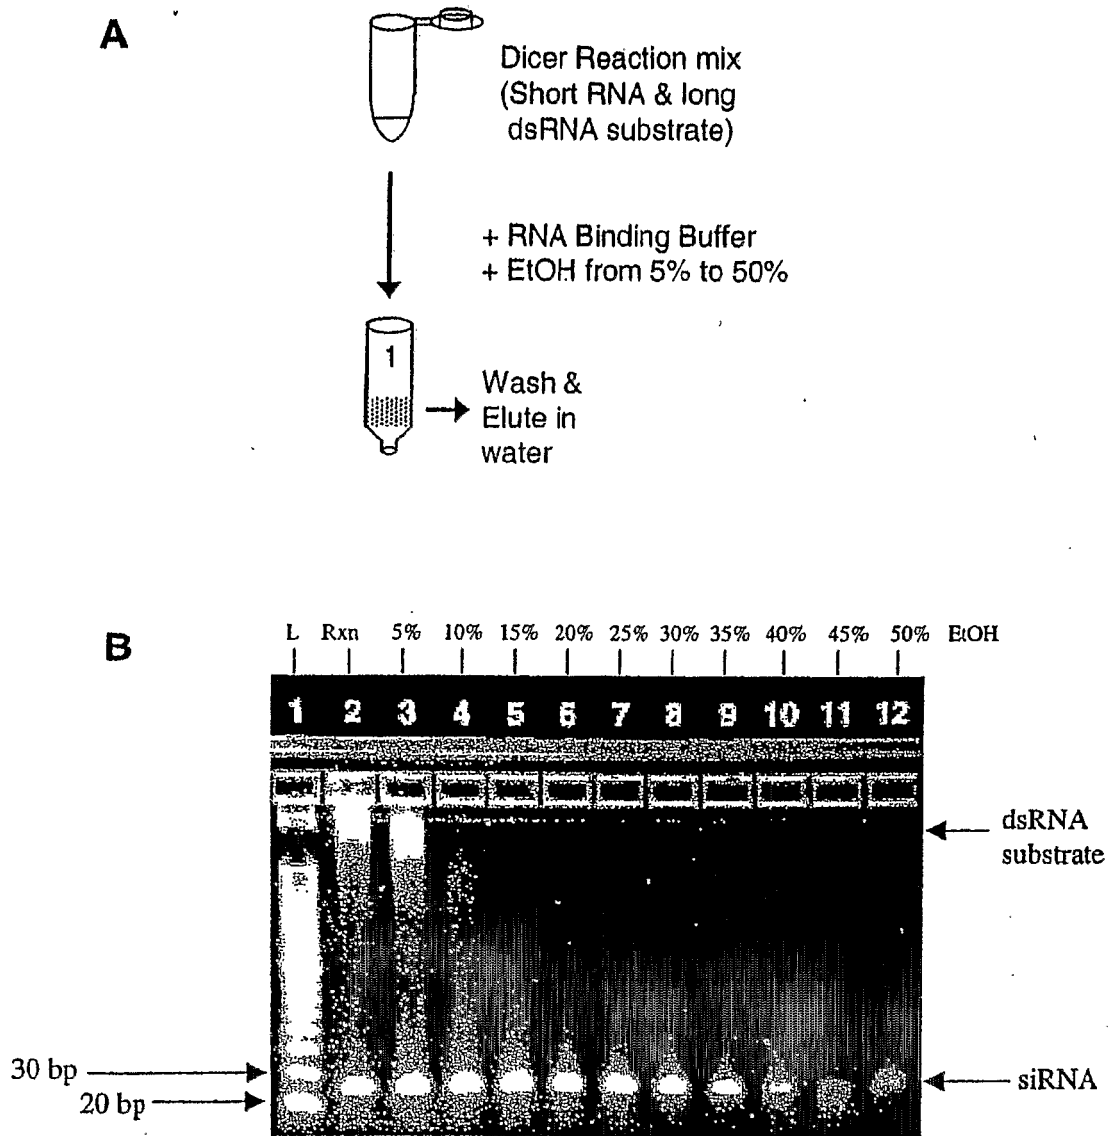 A
Dicer Reaction mix
(Short RNA & long
dsRNA substrate)
+ RNA Binding Buffer
+ EtOH from 5% to 50%
1
Wash &
Elute in
water
B
L Rxn 5% 10% 15% 20% 25% 30% 35% 40% 45% 50% EtOH
1 2 3 4 5 6 7 8 9 10 11 12
dsRNA
substrate
30 bp
siRNA
20 bp